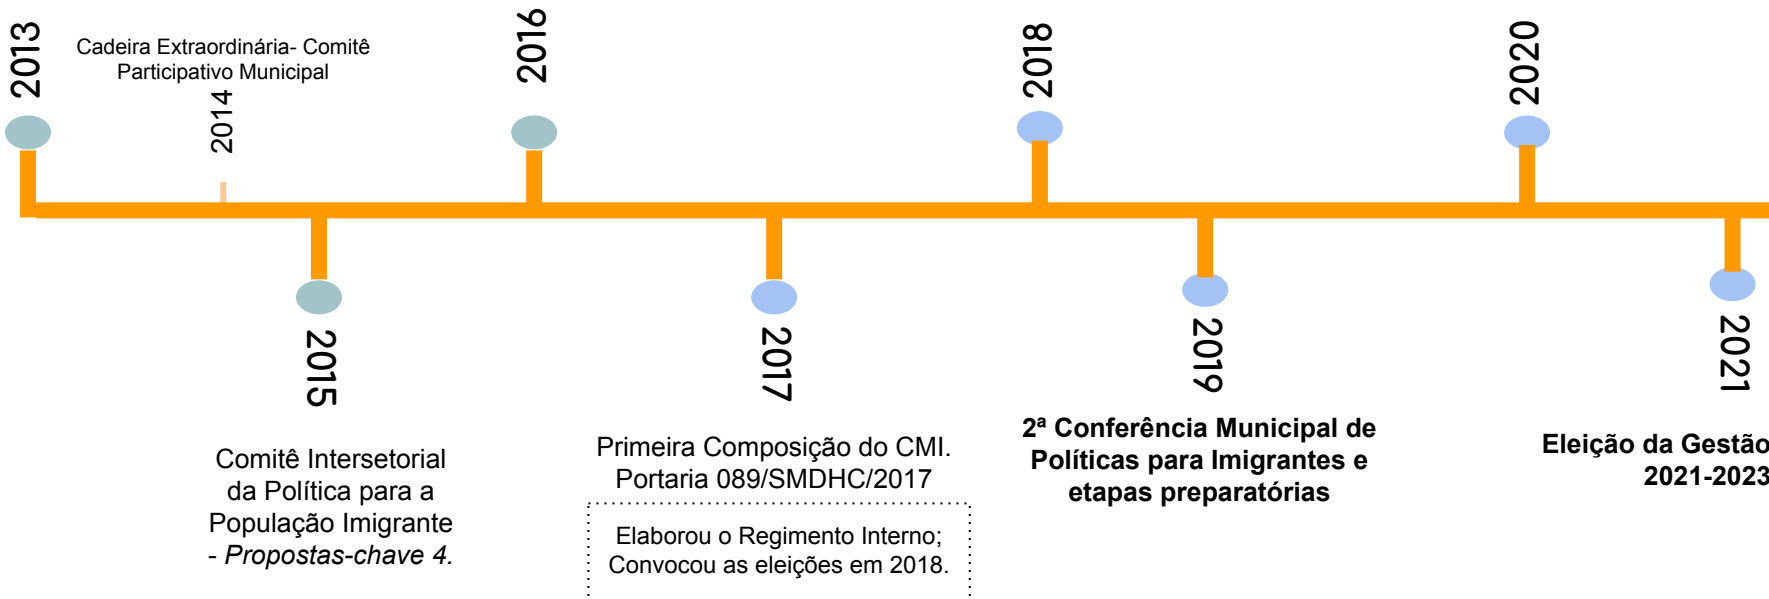 2013
Cadeira Extraordinária- Comitê
Participativo Municipal
2014
2016
2018
2020
2015
Comitê Intersetorial
da Política para a
População Imigrante
- Propostas-chave 4.
2017
Primeira Composição do CMI.
Portaria 089/SMDHC/2017
Elaborou o Regimento Interno;
Convocou as eleições em 2018.
2019
2ª Conferência Municipal de
Políticas para Imigrantes e
etapas preparatórias
2021
Eleição da Gestão
2021-2023